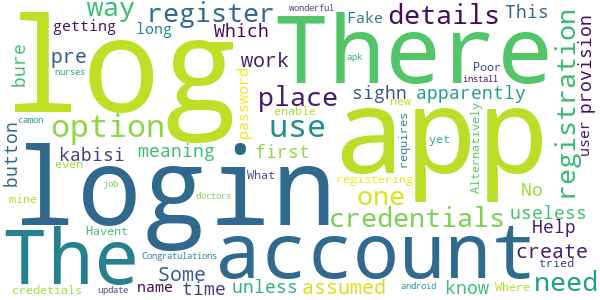 way register Which details This wonderful Fake
getting long
log There
pre work place Poor apk install
nurses bure
sighn apparently
option use password enable new
app
registration provision user
button kabisi meaning first requires yet Alternatively No
even What registering one
mine job doctors
login
credentials useless
Havent
The account Help create tried
Congratulations
Some time unless assumed know Where need
credetials update name android
camon